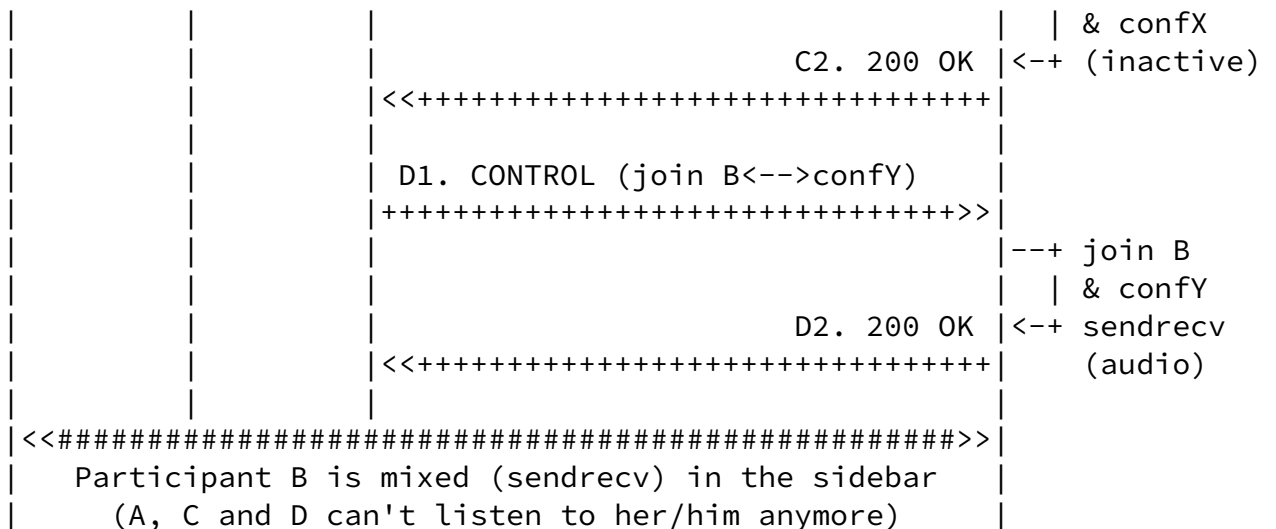 |         |         |                                  |  | & confX
|         |         |                       C2. 200 OK |<-+ (inactive)
|         |         |<<++++++++++++++++++++++++++++++++|
|         |         |                                  |
|         |         | D1. CONTROL (join B<-->confY)    |
|         |         |++++++++++++++++++++++++++++++++>>|
|         |         |                                  |--+ join B
|         |         |                                  |  | & confY
|         |         |                       D2. 200 OK |<-+ sendrecv
|         |         |<<++++++++++++++++++++++++++++++++|    (audio)
|         |         |                                  |
|<<##################################################>>|
|   Participant B is mixed (sendrecv) in the sidebar   |
|     (A, C and D can't listen to her/him anymore)     |